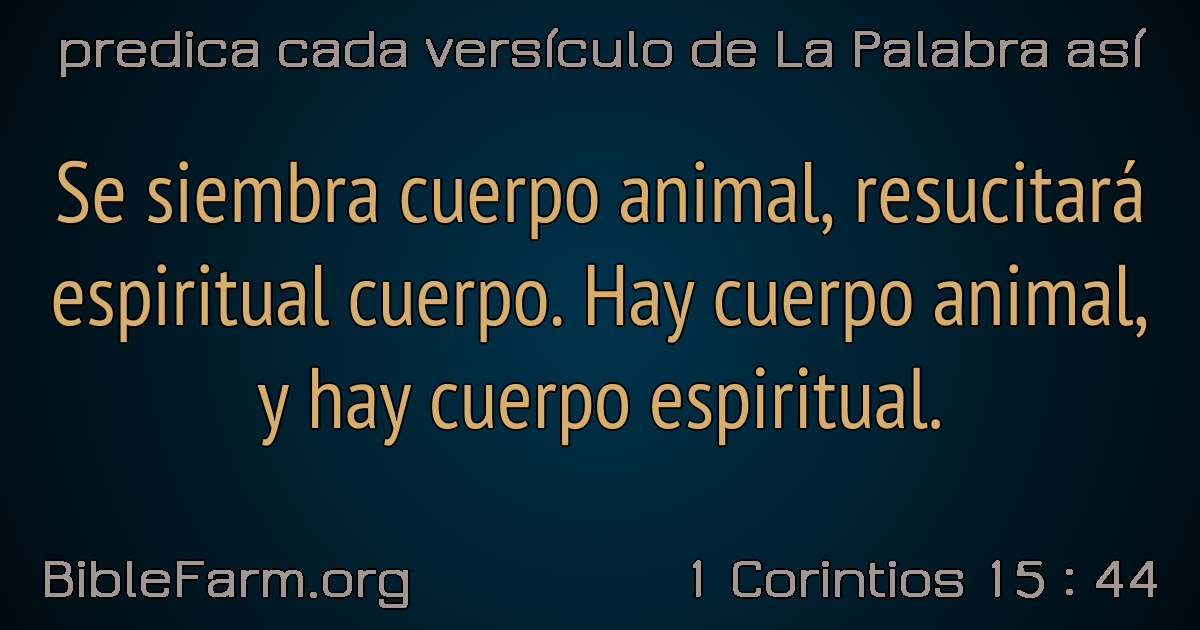 predica cada versículo de La Palabra así
Se siembra cuerpo animal, resucitará
espiritual cuerpo. Hay cuerpo animal,
y hay cuerpo espiritual.
BibleFarm.org
1 Corintios 15 : 44